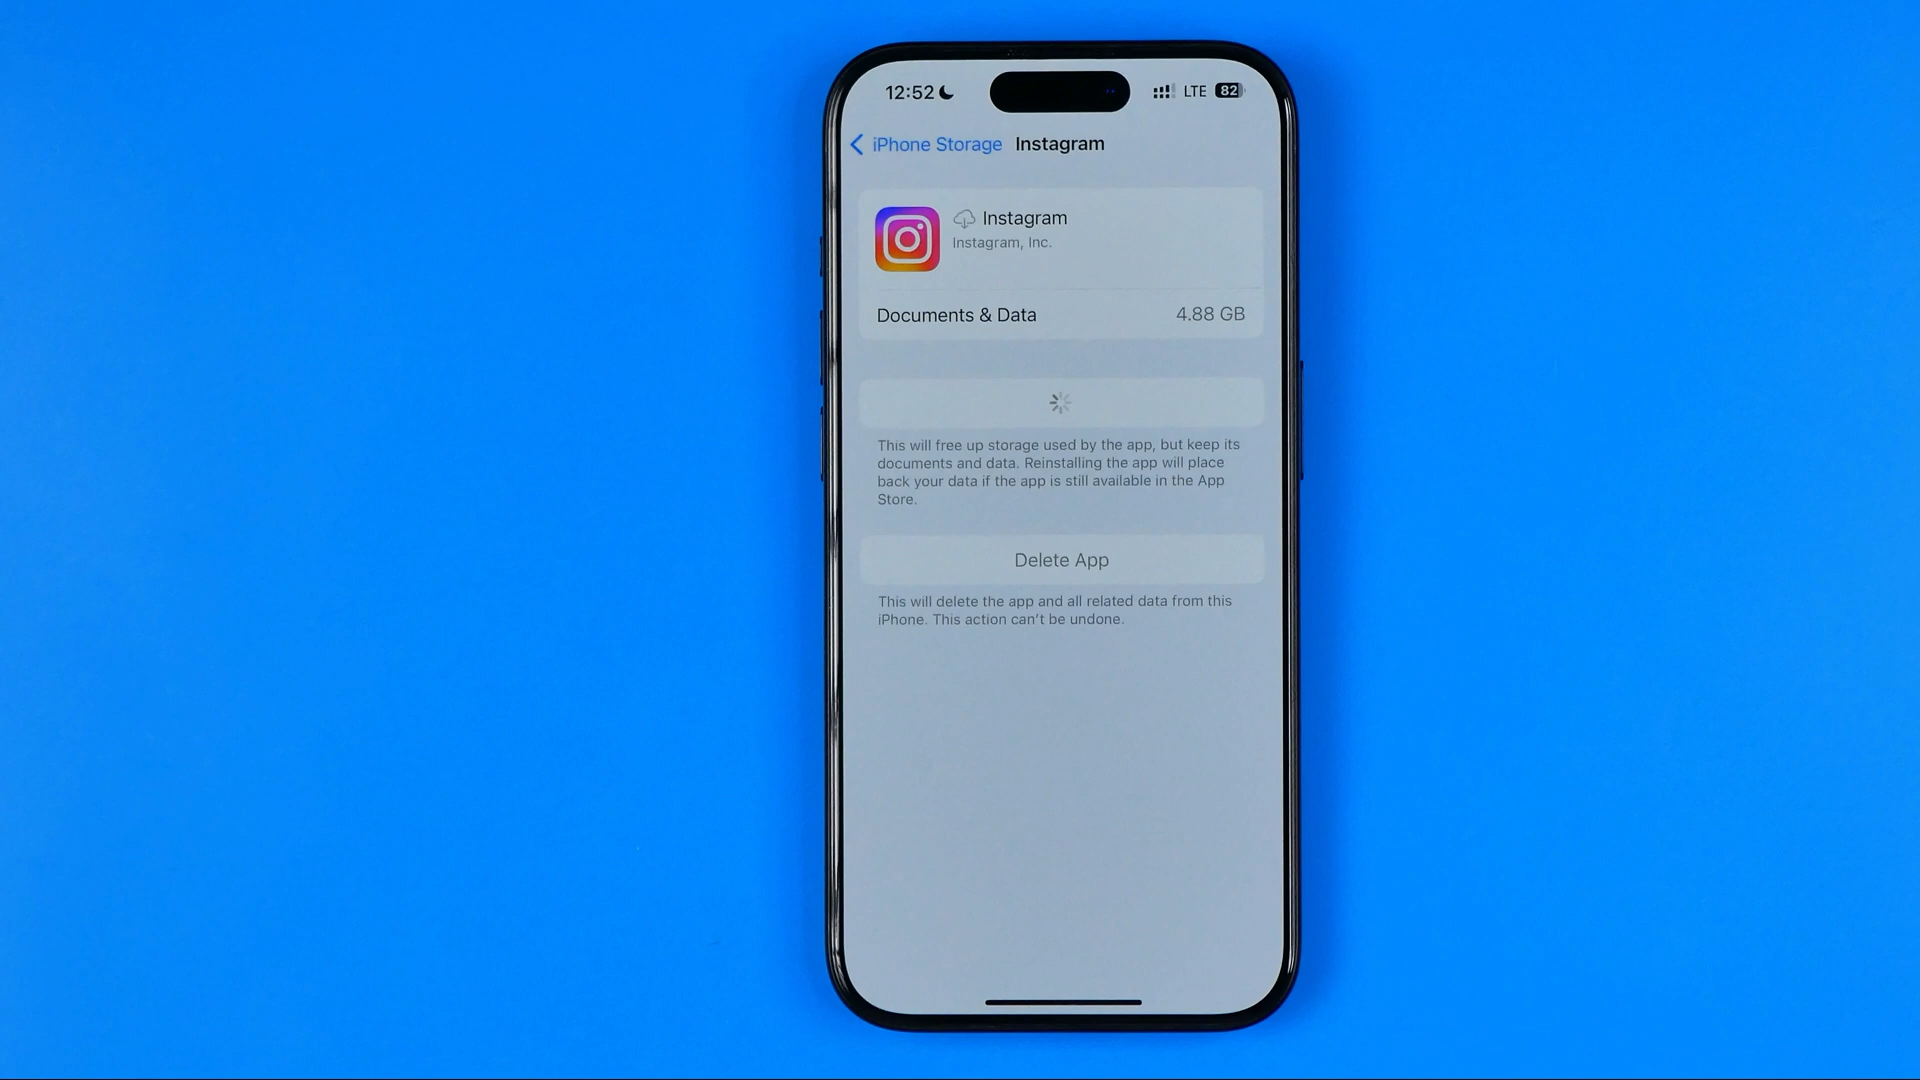 12:52 LTE 82
iPhone Storage Instagram
Instagram
Instagram, Inc.
Documents & Data 4.88 GB
This will free up storage used by the app, but keep its
documents and data. Reinstalling the app will place
back your data if the app is still available in the App
Store.
Delete App
This will delete the app and all related data from this
iPhone. This action can't be undone.